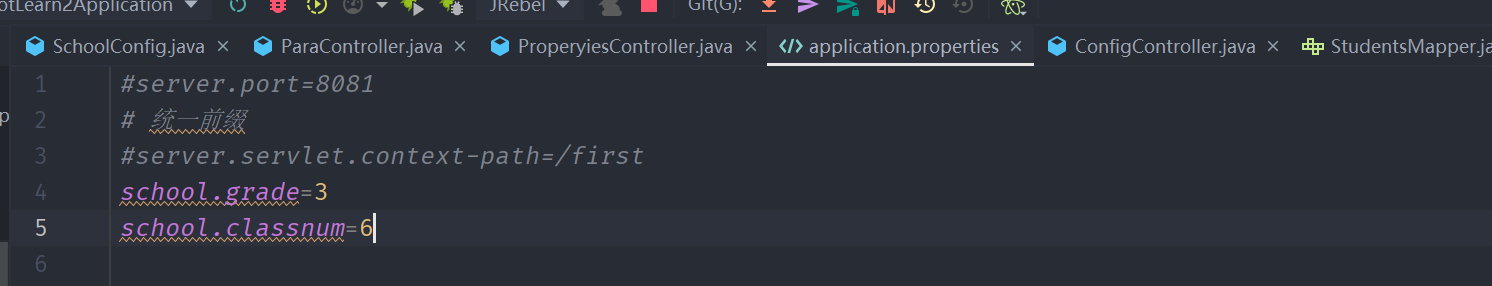 otLearn2Application
JRebel
Git(G):
SchoolConfig.java
ParaController.java
ProperyiesController.java
application.properties
ConfigController.java
StudentsMapper.ja
p
1 #server.port=8081
2 # 统一前缀
3 #server.servlet.context-path=/first
4 school.grade=3
5 school.classnum=6
6